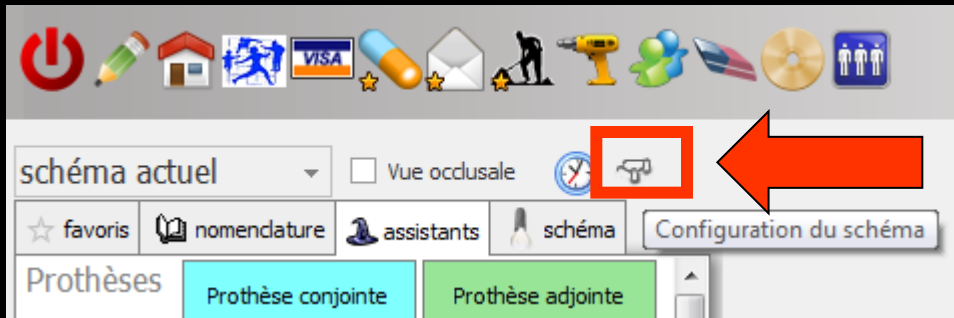 VISA
schéma actuel Vue occlusale
favoris nomenclature assistants schéma Configuration du schéma
Prothèses Prothèse conjointe Prothèse adjointe